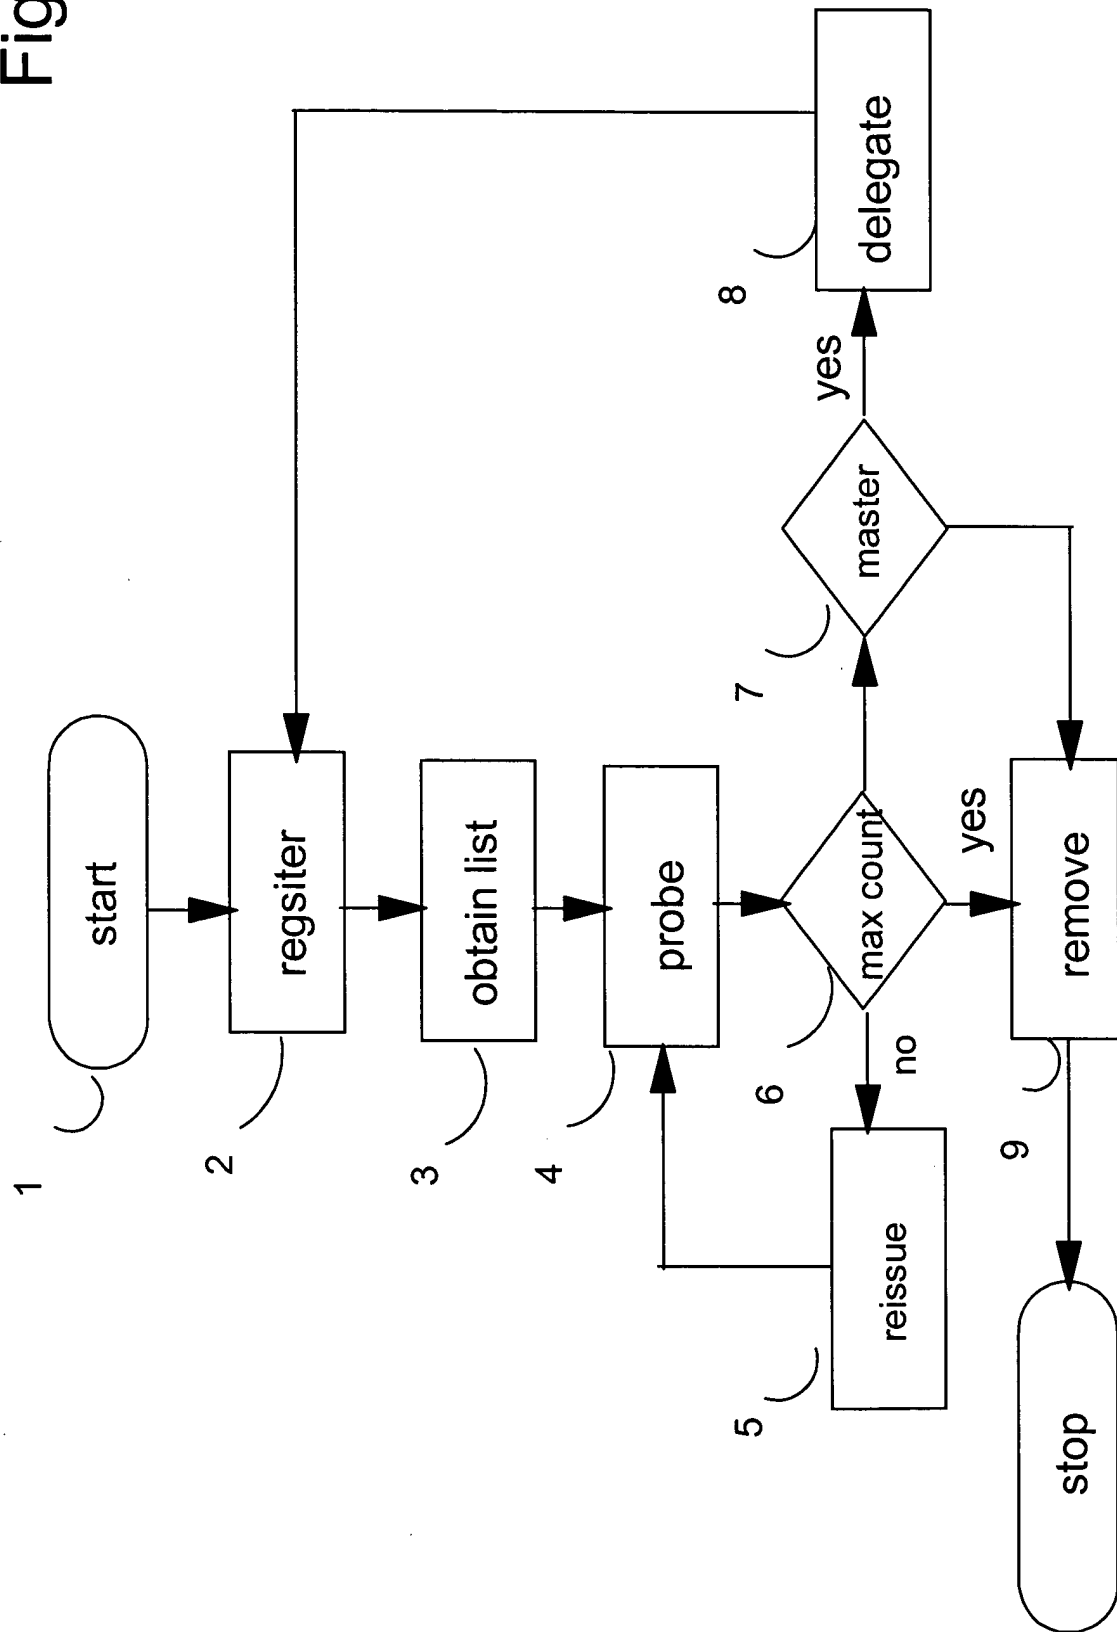 Fig
1
start
2
regsiter
3
obtain list
4
probe
5
reissue
6
max count
no
yes
7
master
yes
8
delegate
9
remove
stop